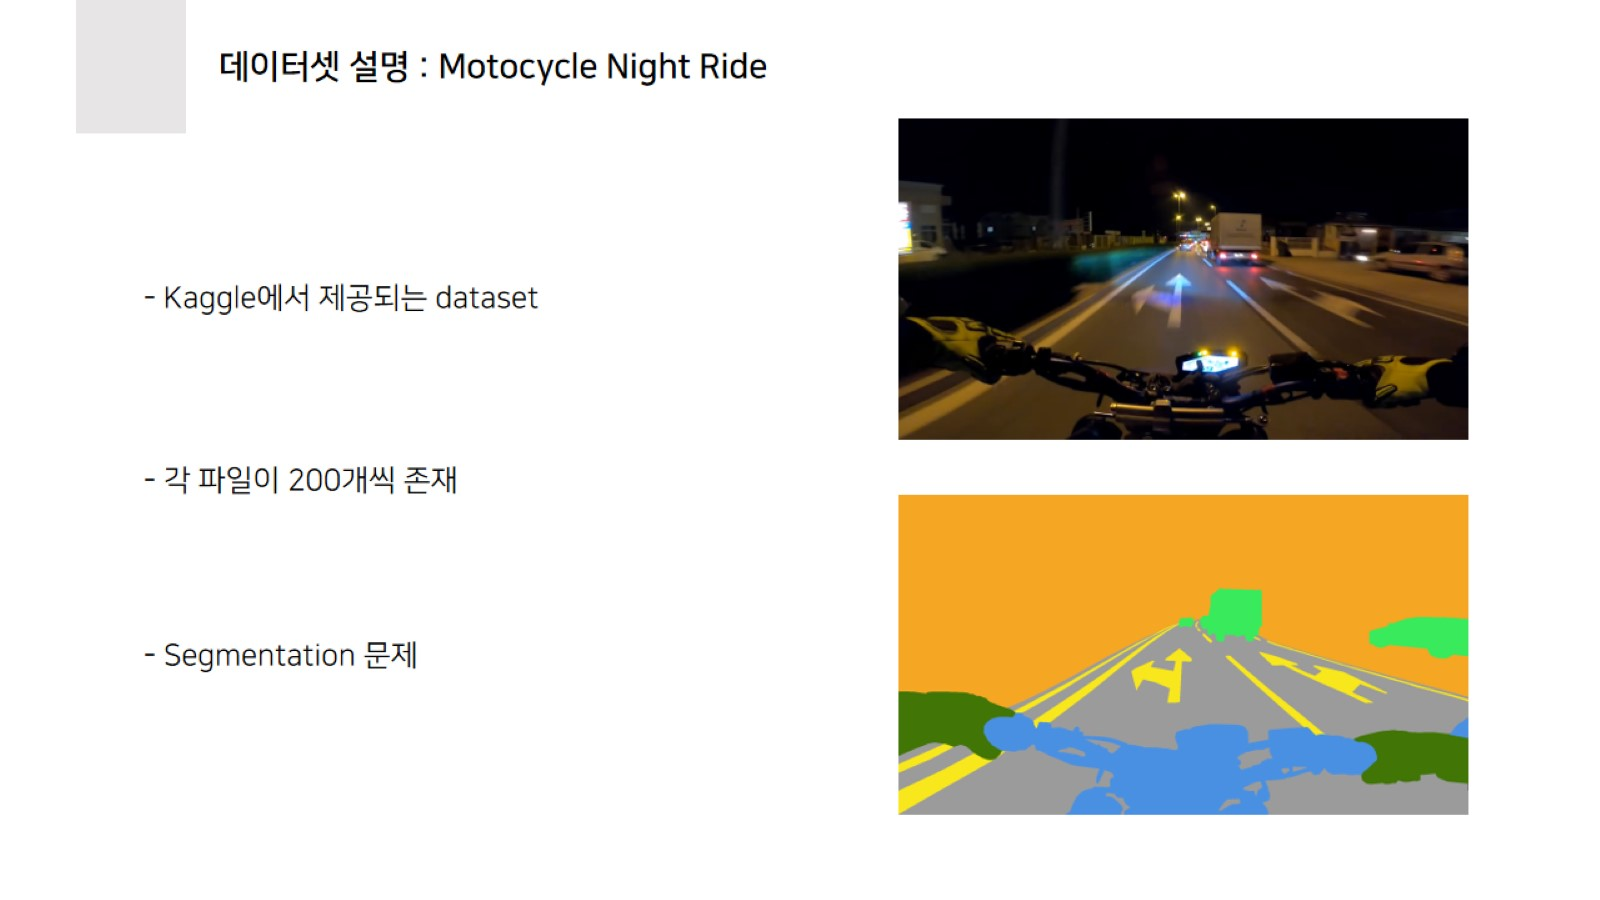 데이터셋 설명 : Motocycle Night Ride
- Kaggle에서 제공되는 dataset
- 각 파일이 200개씩 존재
- Segmentation 문제